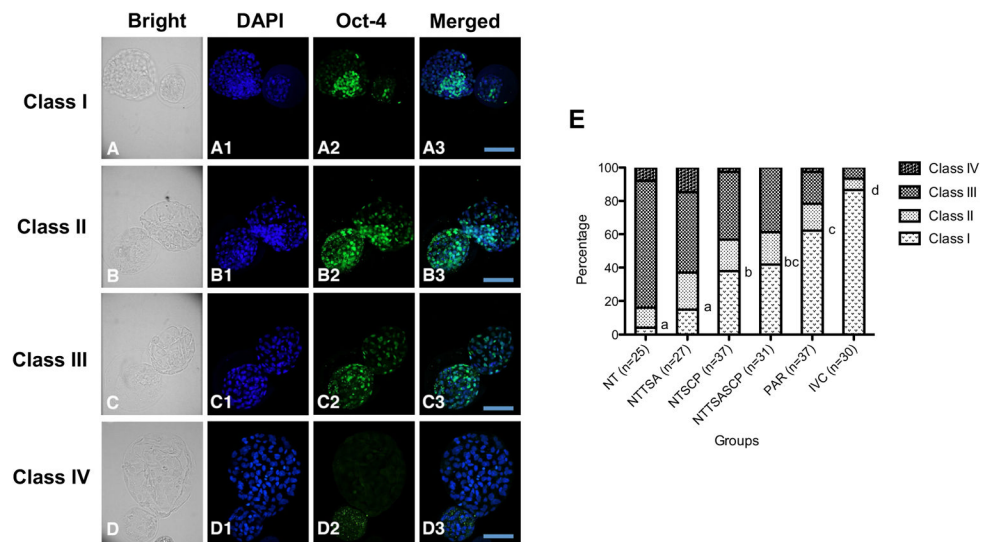 Bright DAPI Oct-4 Merged
Class I
A A1 A2 A3
Class II
B B1 B2 B3
Class III
C C1 C2 C3
Class IV
D D1 D2 D3
E
Percentage
100
80
60
40
20
0
a
a
b
bc
c
d
NT (n=25)
NTTSA (n=27)
NTSCP (n=37)
NTTSASCP (n=31)
PAR (n=37)
IVC (n=30)
Groups
Class IV
Class III
Class II
Class I